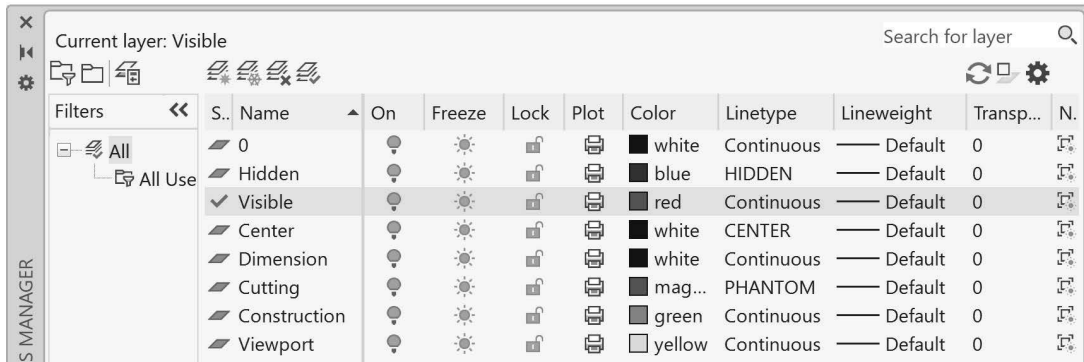 Current layer: Visible
Search for layer
Filters
S.. Name On Freeze Lock Plot Color Linetype Lineweight Transp... N.
All
All Use
0 white Continuous Default 0
Hidden blue HIDDEN Default 0
Visible red Continuous Default 0
Center white CENTER Default 0
Dimension white Continuous Default 0
Cutting mag... PHANTOM Default 0
Construction green Continuous Default 0
Viewport yellow Continuous Default 0
S MANAGER